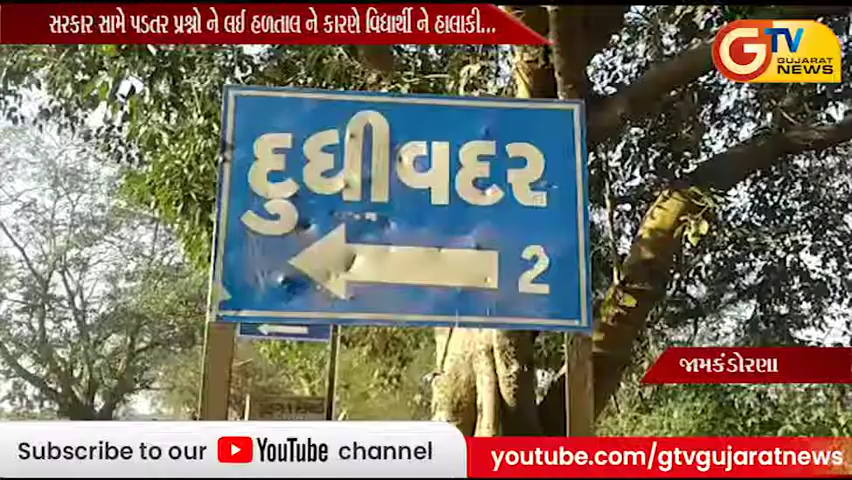 સરકાર સામે પડતર પ્રશ્નો ને લઈ હળતાલ ને કારણે વિદ્યાર્થી ને હાલાકી...
GTV
GUJARAT
NEWS
દુધીવદર
2
જામકંડોરણા
Subscribe to our YouTube channel
youtube.com/gtvgujaratnews